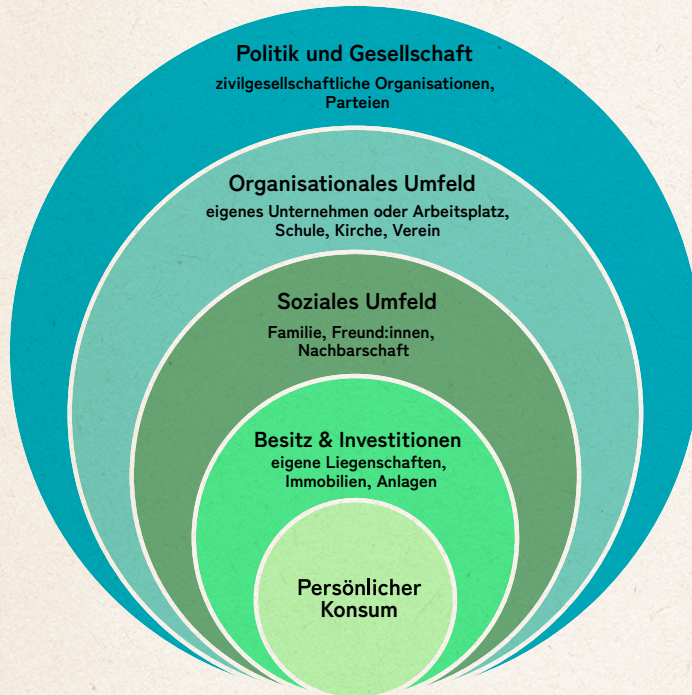 Politik und Gesellschaft
zivilgesellschaftliche Organisationen,
Parteien
Organisationales Umfeld
eigenes Unternehmen oder Arbeitsplatz,
Schule, Kirche, Verein
Soziales Umfeld
Familie, Freund:innen,
Nachbarschaft
Besitz & Investitionen
eigene Liegenschaften,
Immobilien, Anlagen
Persönlicher
Konsum